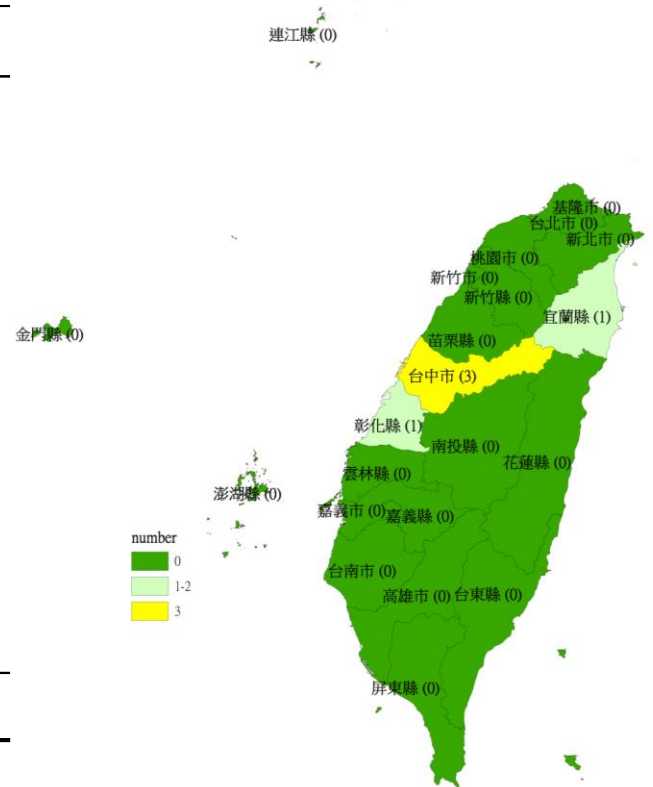 連江縣 (0)
基隆市 (0)
台北市 (0)
新北市 (0)
桃園市 (0)
新竹市 (0)
新竹縣 (0)
宜蘭縣 (1)
金門縣 (0)
苗栗縣 (0)
台中市 (3)
彰化縣 (1)
南投縣 (0)
花蓮縣 (0)
雲林縣 (0)
澎湖縣 (0)
嘉義市 (0)
嘉義縣 (0)
number
0
1-2
3
台南市 (0)
高雄市 (0)
台東縣 (0)
屏東縣 (0)